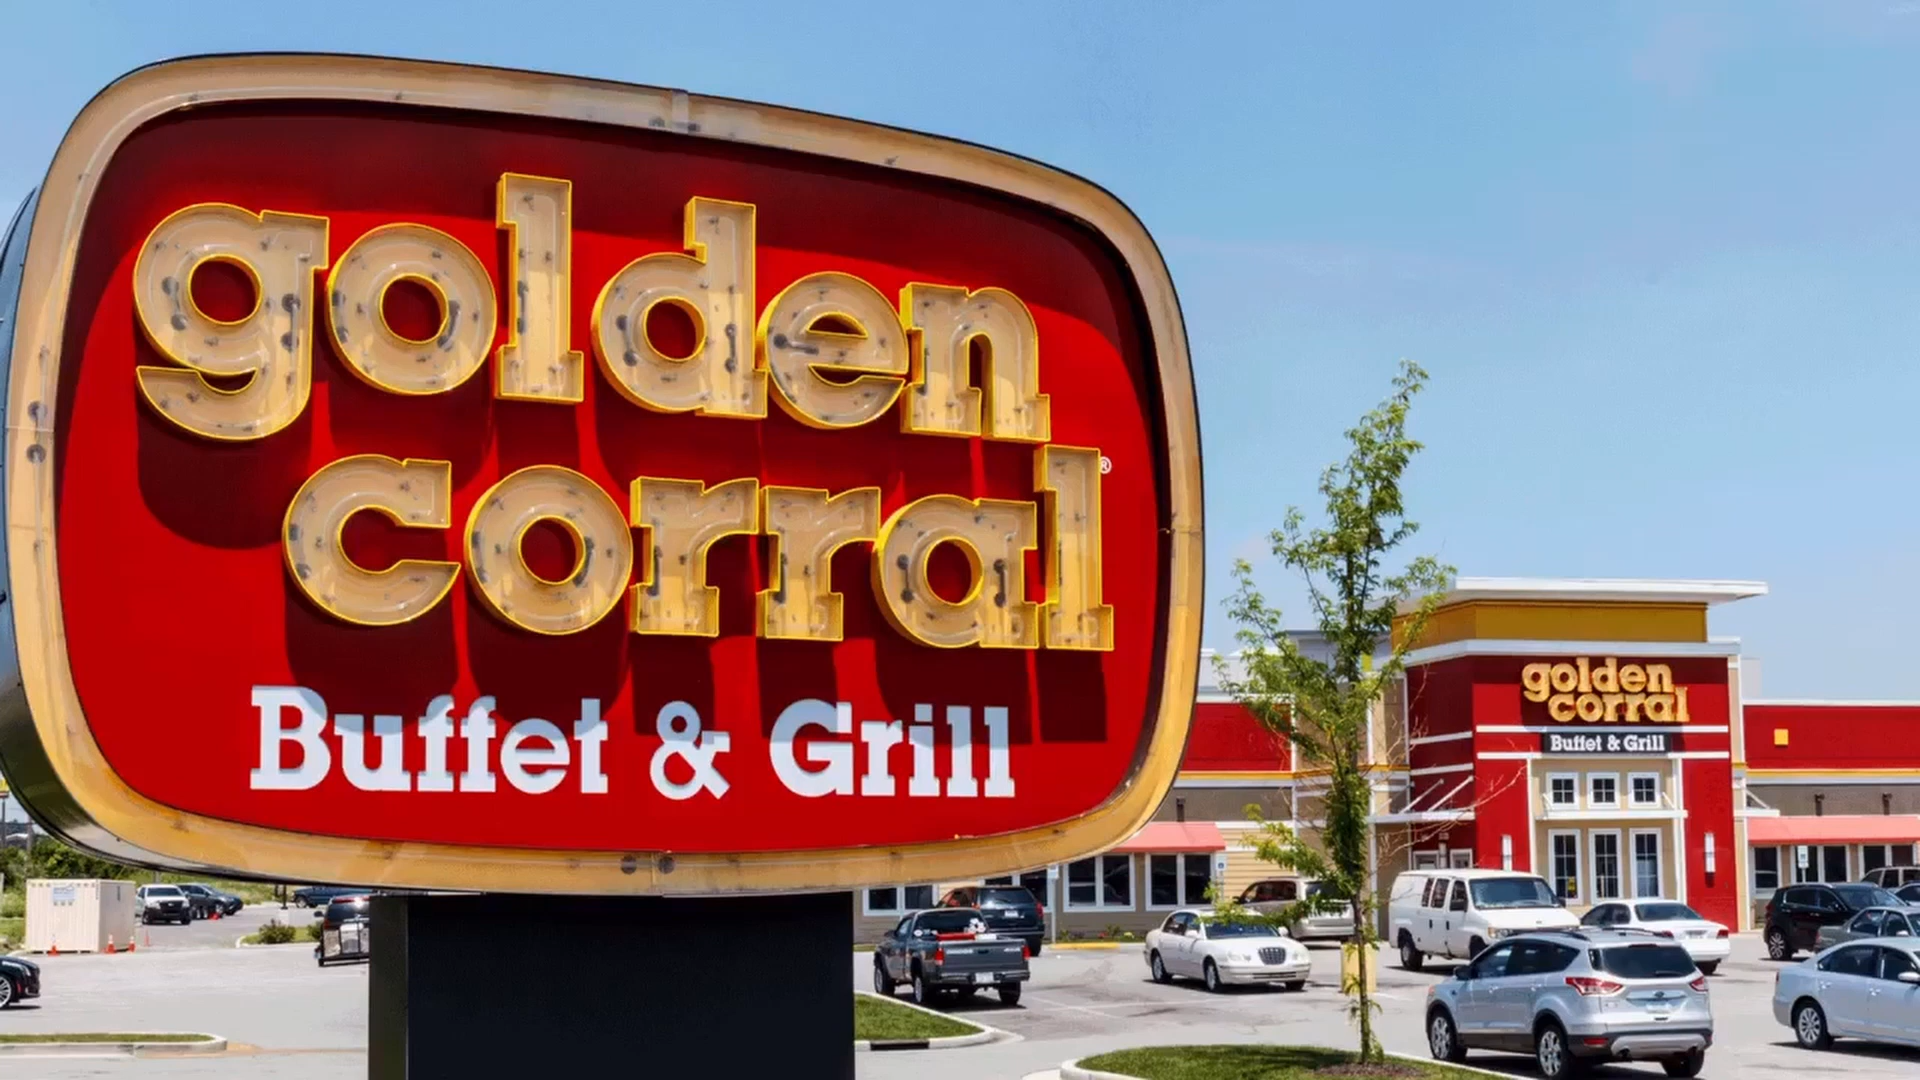 golden
corral®
Buffet & Grill
golden
corral
Buffet & Grill